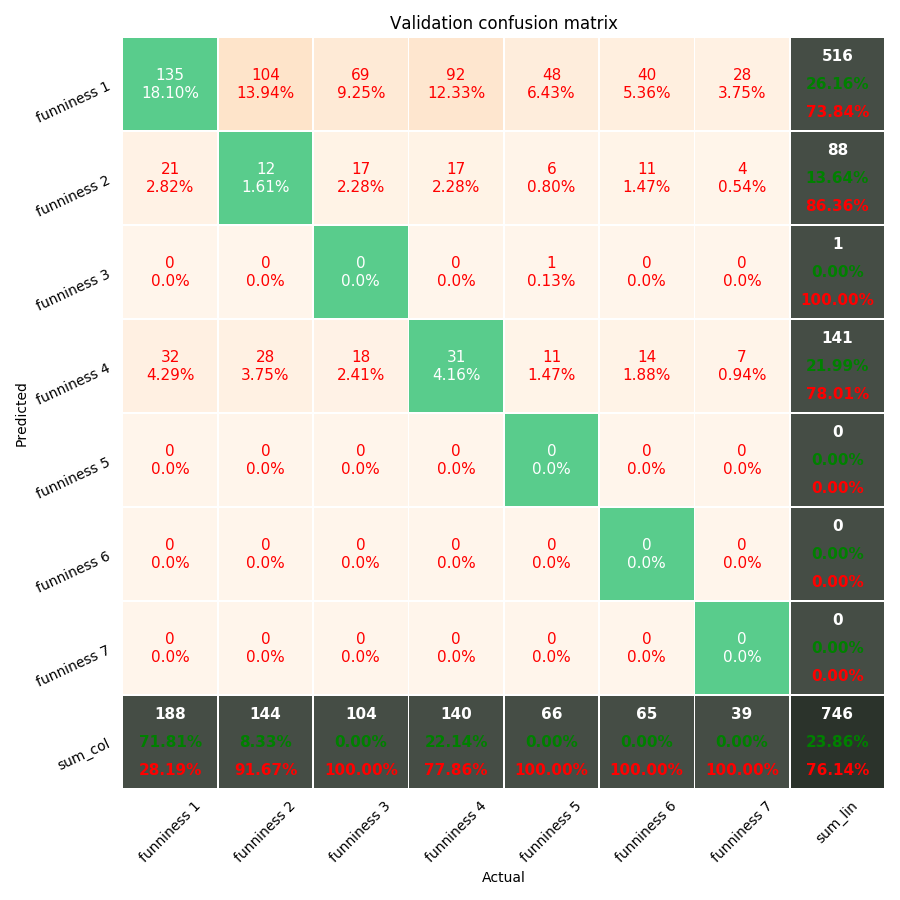 Validation confusion matrix
funniness 1
135 104 69 92 48 40 28 516
18.10% 13.94% 9.25% 12.33% 6.43% 5.36% 3.75% 26.16%
73.84%
funniness 2
21 12 17 17 6 11 4 88
2.82% 1.61% 2.28% 2.28% 0.80% 1.47% 0.54% 13.64%
86.36%
funniness 3
0 0 0 0 1 0 0 1
0.0% 0.0% 0.0% 0.0% 0.13% 0.0% 0.0% 0.00%
100.00%
funniness 4
32 28 18 31 11 14 7 141
4.29% 3.75% 2.41% 4.16% 1.47% 1.88% 0.94% 21.99%
78.01%
Predicted
funniness 5
0 0 0 0 0 0 0 0
0.0% 0.0% 0.0% 0.0% 0.0% 0.0% 0.0% 0.00%
0.00%
funniness 6
0 0 0 0 0 0 0 0
0.0% 0.0% 0.0% 0.0% 0.0% 0.0% 0.0% 0.00%
0.00%
funniness 7
0 0 0 0 0 0 0 0
0.0% 0.0% 0.0% 0.0% 0.0% 0.0% 0.0% 0.00%
0.00%
sum_col
188 144 104 140 66 65 39 746
71.81% 8.33% 0.00% 22.14% 0.00% 0.00% 0.00% 23.86%
28.19% 91.67% 100.00% 77.86% 100.00% 100.00% 100.00% 76.14%
funniness 1 funniness 2 funniness 3 funniness 4 funniness 5 funniness 6 funniness 7 sum_lin
Actual